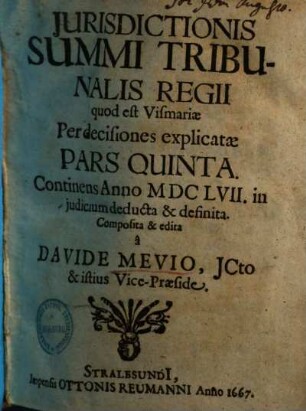 JURISDICTIONIS
SUMMI TRIBU-
NALIS REGII
quod est Vismariæ
Per decisiones explicatæ
PARS QUINTA.
Continens Anno MDCLVII. in
judicium deducta & definita.
Composita & edita
â
DAVIDE MEVIO, JCto
& istius Vice-Præside.
STRALESUNDI,
Impensis OTTONIS REUMANNI Anno 1667.